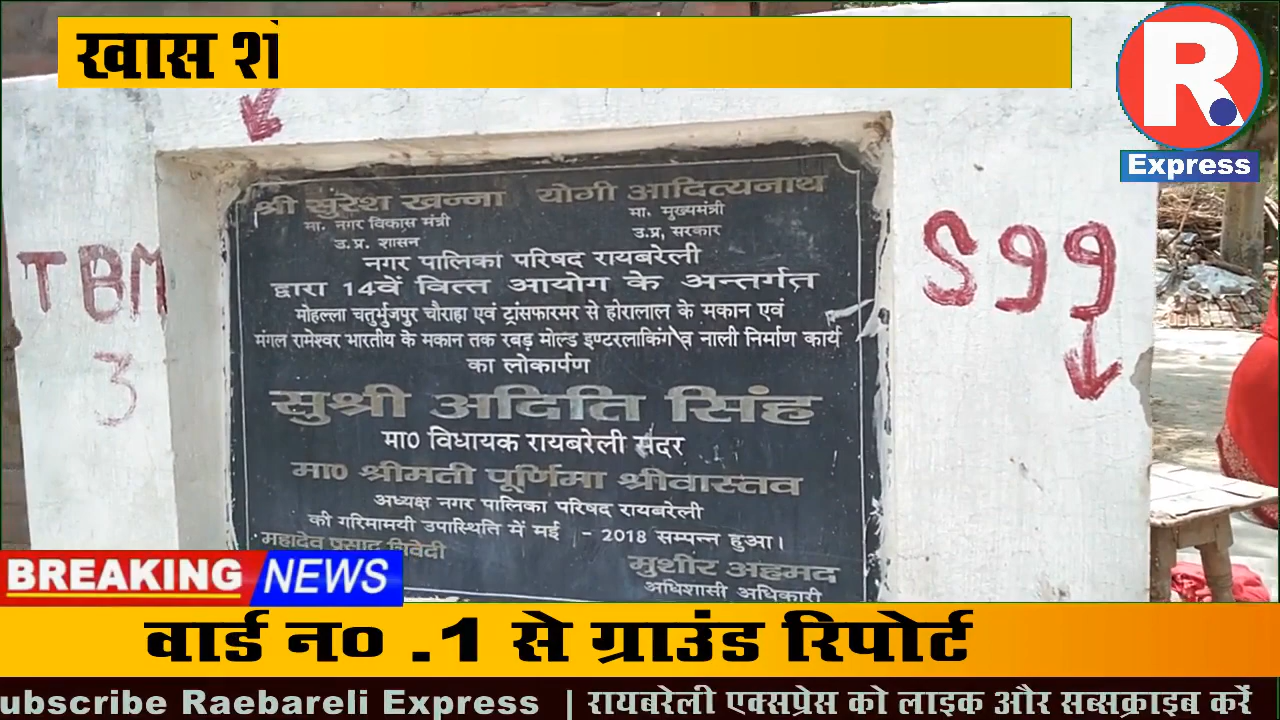 खास
R.
Express
TBM
3
S99
श्री सुरेश खन्ना योगी आदित्यनाथ
मा. नगर विकास मंत्री मा. मुख्यमंत्री
उ.प्र. शासन उ.प्र, सरकार
नगर पालिका परिषद रायबरेली
द्वारा 14वें वित्त आयोग के अन्तर्गत
मोहल्ला चतुर्भुजपुर चौराहा एवं ट्रांसफारमर से होरालाल के मकान एवं
मंगल रामेश्वर भारतीय के मकान तक रबड़ मोल्ड इण्टरलाकिंग व नाली निर्माण कार्य
का लोकार्पण
सुश्री अदिति सिंह
मा0 विधायक रायबरेली सदर
मा0 श्रीमती पूर्णिमा श्रीवास्तव
अध्यक्ष नगर पालिका परिषद रायबरेली
की गरिमामयी उपास्थिति में मई - 2018 सम्पन्न हुआ।
महादेव प्रसाद त्रिवेदी मुशीर अहमद
अधिशासी अधिकारी
BREAKING NEWS
वार्ड न० .1 से ग्राउंड रिपोर्ट
ubscribe Raebareli Express | रायबरेली एक्सप्रेस को लाइक और सब्सक्राइब करें